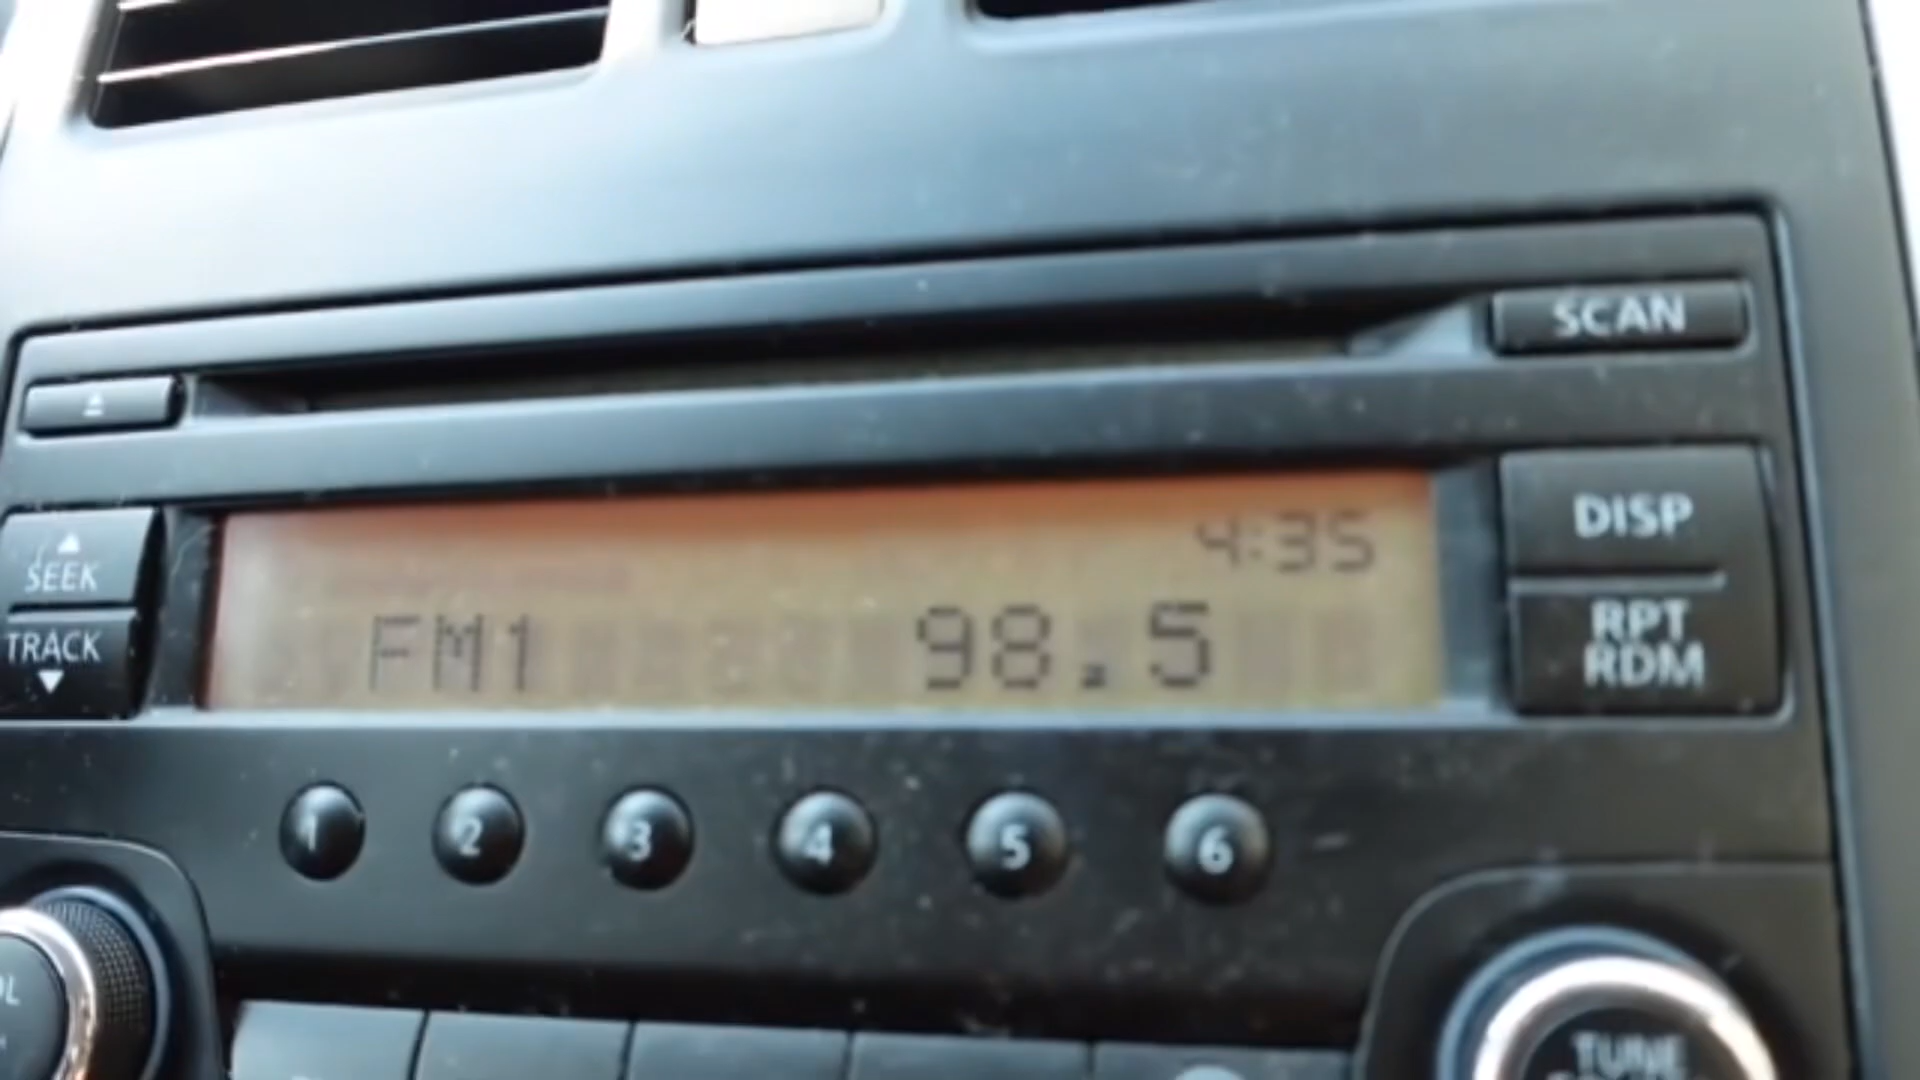 SCAN
SEEK
TRACK
4:35
FM1 98.5
DISP
RPT
RDM
1 2 3 4 5 6
TUNE